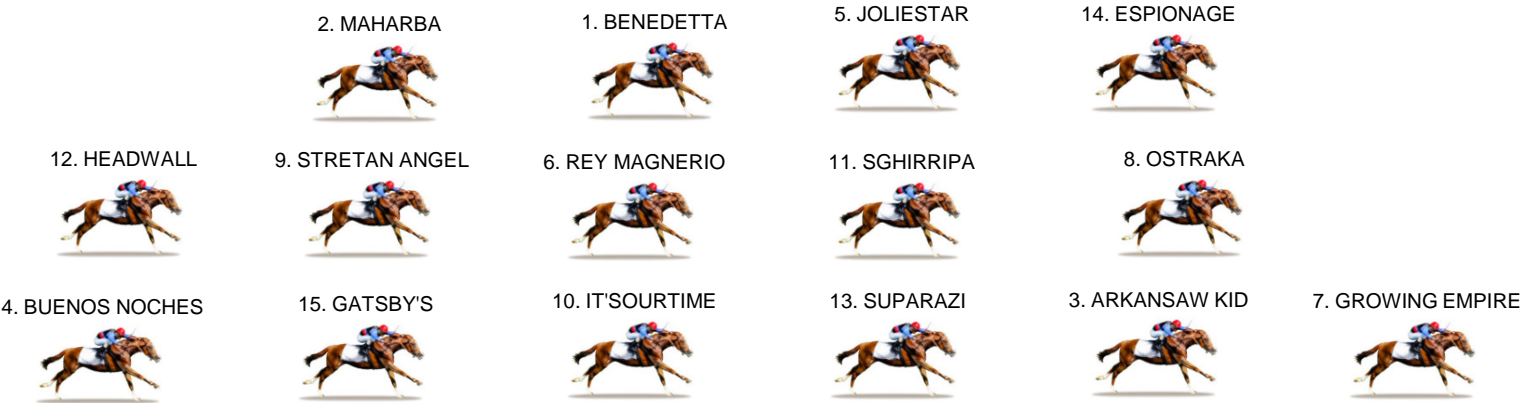 2. MAHARBA
1. BENEDETTA
5. JOLIESTAR
14. ESPIONAGE
12. HEADWALL
9. STRETAN ANGEL
6. REY MAGNERIO
11. SGHIRRIPA
8. OSTRAKA
4. BUENOS NOCHES
15. GATSBY'S
10. IT'SOURTIME
13. SUPARAZI
3. ARKANSAW KID
7. GROWING EMPIRE